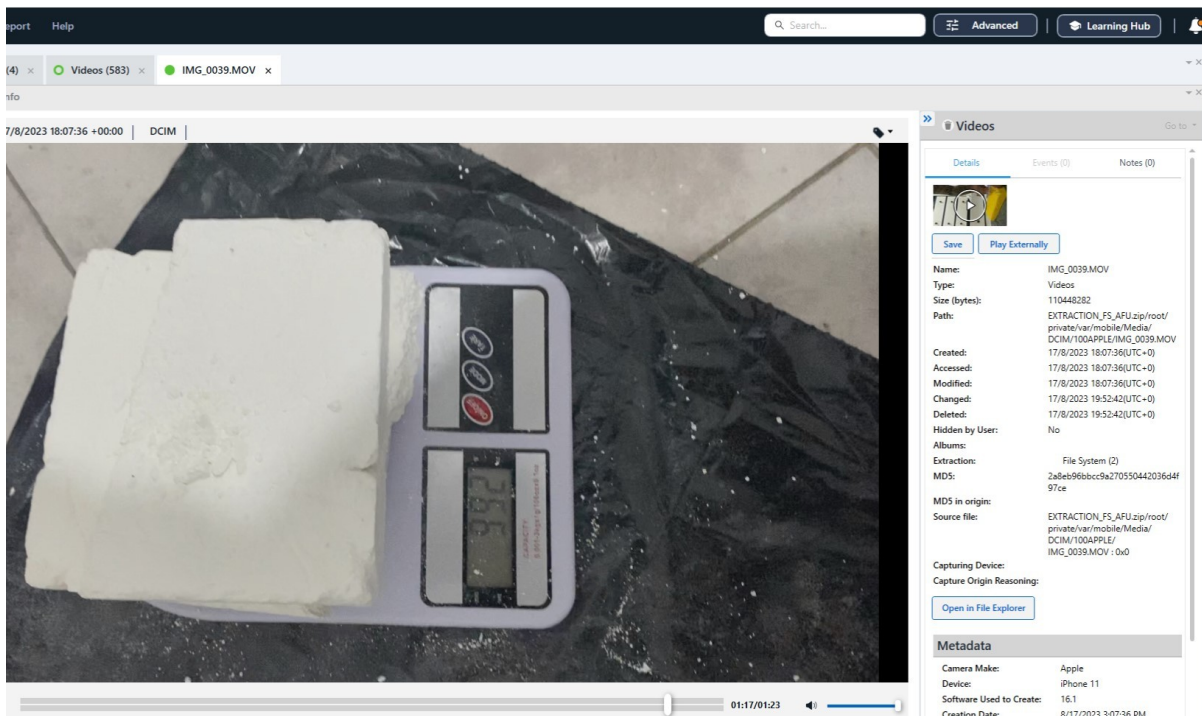 eport Help Search... Advanced Learning Hub
(4) × Videos (583) × IMG_0039.MOV ×
nfo
7/8/2023 18:07:36 +00:00 DCIM
Videos Go to
Details Events (0) Notes (0)
Save Play Externally
Name: IMG_0039.MOV
Type: Videos
Size (bytes): 110448282
Path: EXTRACTION_FS_AFU.zip/root/
private/var/mobile/Media/
DCIM/100APPLE/IMG_0039.MOV
Created: 17/8/2023 18:07:36(UTC+0)
Accessed: 17/8/2023 18:07:36(UTC+0)
Modified: 17/8/2023 18:07:36(UTC+0)
Changed: 17/8/2023 19:52:42(UTC+0)
Deleted: 17/8/2023 19:52:42(UTC+0)
Hidden by User: No
Albums:
Extraction: File System (2)
MD5: 2a8eb96bbcc9a270550442036d4f
97ce
MD5 in origin:
Source file: EXTRACTION_FS_AFU.zip/root/
private/var/mobile/Media/
DCIM/100APPLE/
IMG_0039.MOV : 0x0
Capturing Device:
Capture Origin Reasoning:
Open in File Explorer
Metadata
Camera Make: Apple
Device: iPhone 11
Software Used to Create: 16.1
Creation Date: 8/17/2023 3:07:36 PM
TARE
MODE
ON/OFF
CAPACITY
01:17/01:23